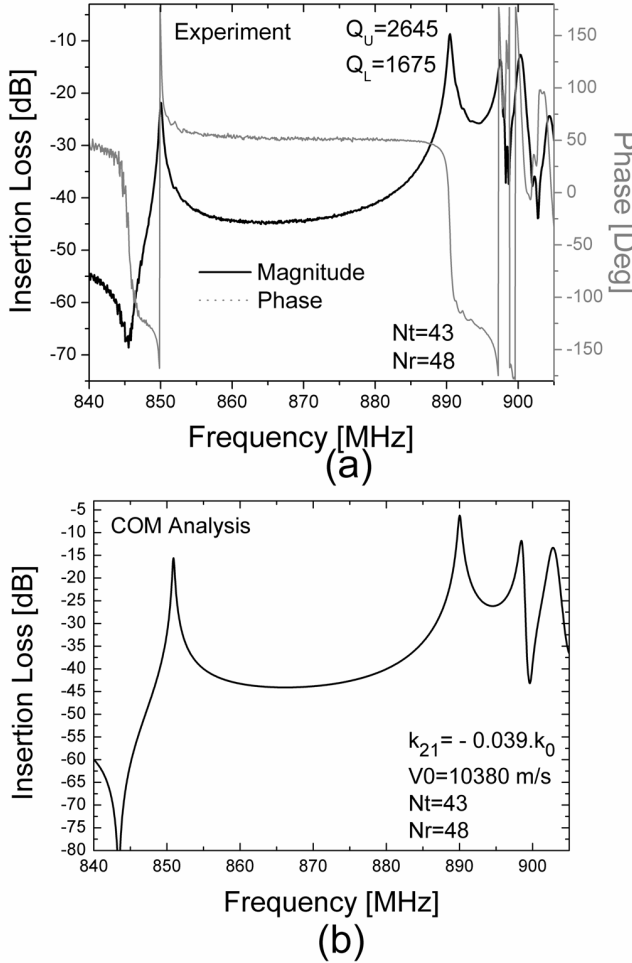 Experiment
Q_U=2645
Q_L=1675
-10
-20
-30
-40
-50
-60
-70
Insertion Loss [dB]
150
100
50
0
-50
-100
-150
Phase [Deg]
Magnitude
Phase
Nt=43
Nr=48
840 850 860 870 880 890 900
Frequency [MHz]
(a)
COM Analysis
-5
-10
-15
-20
-25
-30
-35
-40
-45
-50
-55
-60
-65
-70
-75
-80
Insertion Loss [dB]
k_21= - 0.039.k_0
V0=10380 m/s
Nt=43
Nr=48
840 850 860 870 880 890 900
Frequency [MHz]
(b)